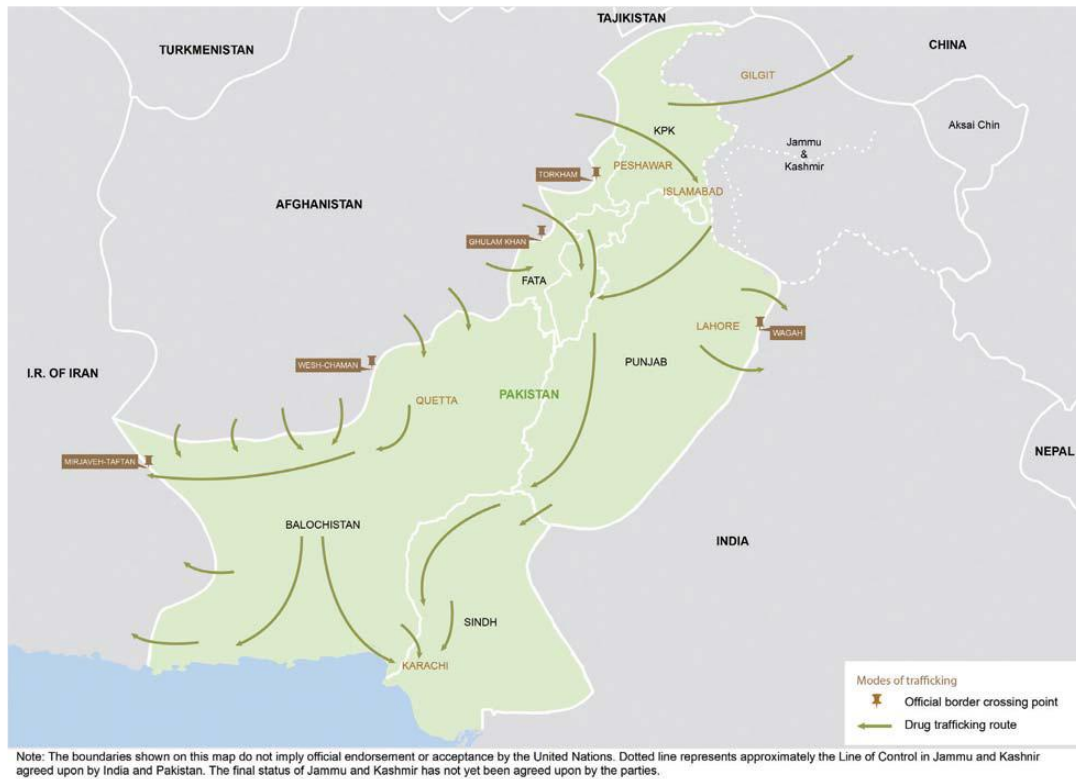 TAJIKISTAN
TURKMENISTAN
CHINA
GILGIT
Aksai Chin
KPK
Jammu
&
Kashmir
PESHAWAR
TORKHAM
ISLAMABAD
AFGHANISTAN
GHULAM KHAN
FATA
LAHORE
WAGAH
WESH-CHAMAN
PUNJAB
I.R. OF IRAN
PAKISTAN
QUETTA
NEPAL
MIRJAVEH-TAFTAN
BALOCHISTAN
INDIA
SINDH
KARACHI
Modes of trafficking
Official border crossing point
Drug trafficking route
Note: The boundaries shown on this map do not imply official endorsement or acceptance by the United Nations. Dotted line represents approximately the Line of Control in Jammu and Kashnir
agreed upon by India and Pakistan. The final status of Jammu and Kashmir has not yet been agreed upon by the parties.